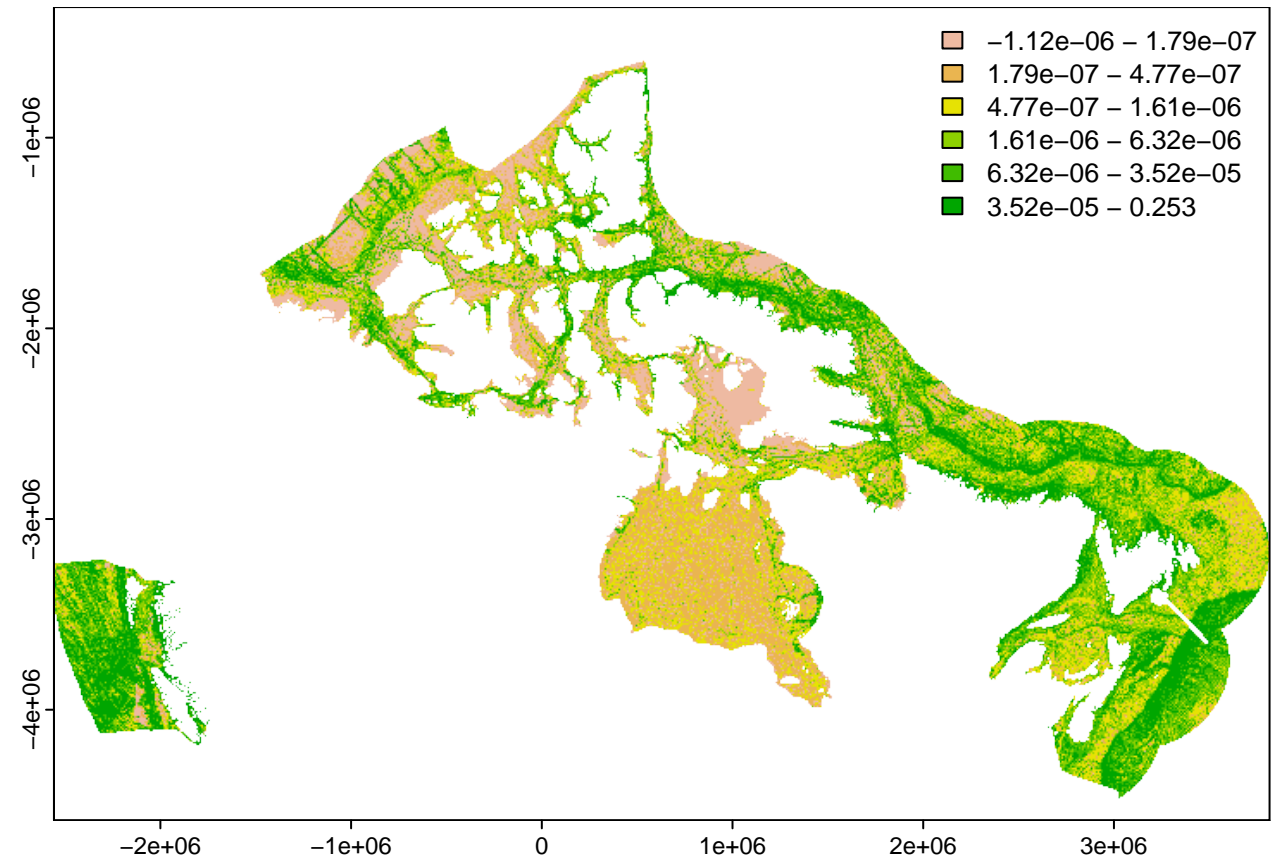 −1.12e−06 − 1.79e−07
1.79e−07 − 4.77e−07
4.77e−07 − 1.61e−06
1.61e−06 − 6.32e−06
6.32e−06 − 3.52e−05
3.52e−05 − 0.253
−1e+06
−2e+06
−3e+06
−4e+06
−2e+06 −1e+06 0 1e+06 2e+06 3e+06